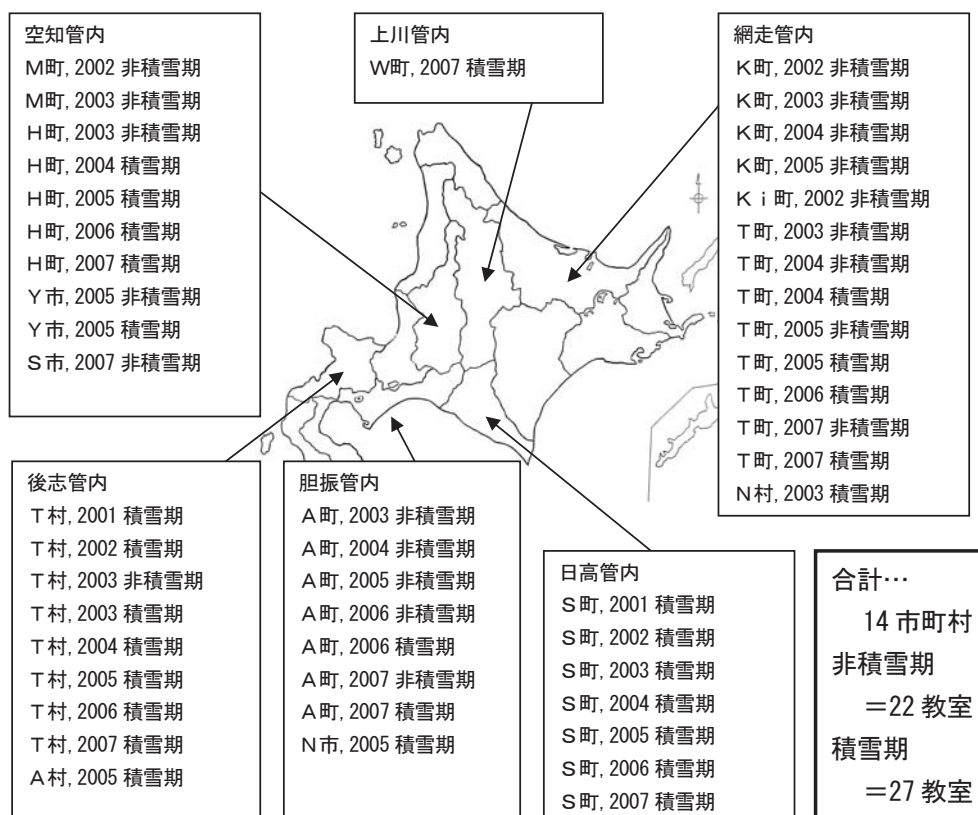 空知管内
M町, 2002 非積雪期
M町, 2003 非積雪期
H町, 2003 非積雪期
H町, 2004 積雪期
H町, 2005 積雪期
H町, 2006 積雪期
H町, 2007 積雪期
Y市, 2005 非積雪期
Y市, 2005 積雪期
S市, 2007 非積雪期
上川管内
W町, 2007 積雪期
網走管内
K町, 2002 非積雪期
K町, 2003 非積雪期
K町, 2004 非積雪期
K町, 2005 非積雪期
Ki町, 2002 非積雪期
T町, 2003 非積雪期
T町, 2004 非積雪期
T町, 2004 積雪期
T町, 2005 非積雪期
T町, 2005 積雪期
T町, 2006 積雪期
T町, 2007 非積雪期
T町, 2007 積雪期
N村, 2003 積雪期
後志管内
T村, 2001 積雪期
T村, 2002 積雪期
T村, 2003 非積雪期
T村, 2003 積雪期
T村, 2004 積雪期
T村, 2005 積雪期
T村, 2006 積雪期
T村, 2007 積雪期
A村, 2005 積雪期
胆振管内
A町, 2003 非積雪期
A町, 2004 非積雪期
A町, 2005 非積雪期
A町, 2006 非積雪期
A町, 2006 積雪期
A町, 2007 非積雪期
A町, 2007 積雪期
N市, 2005 積雪期
日高管内
S町, 2001 積雪期
S町, 2002 積雪期
S町, 2003 積雪期
S町, 2004 積雪期
S町, 2005 積雪期
S町, 2006 積雪期
S町, 2007 積雪期
合計…
14 市町村
非積雪期
=22 教室
積雪期
=27 教室